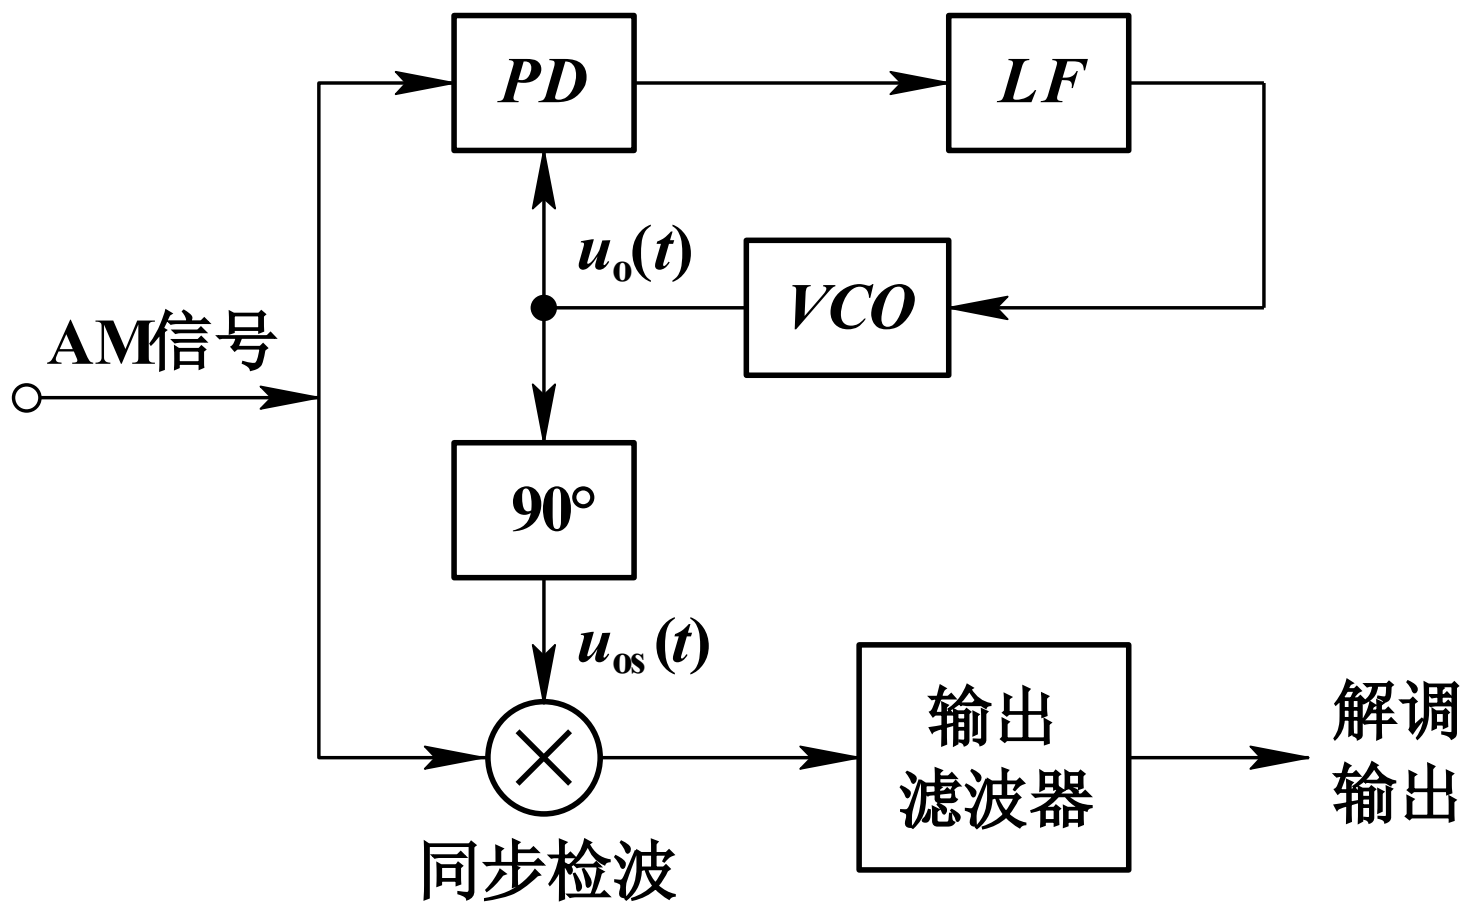 PD
LF
uo(t)
VCO
AM信号
90°
uos(t)
输出
滤波器
解调
输出
同步检波